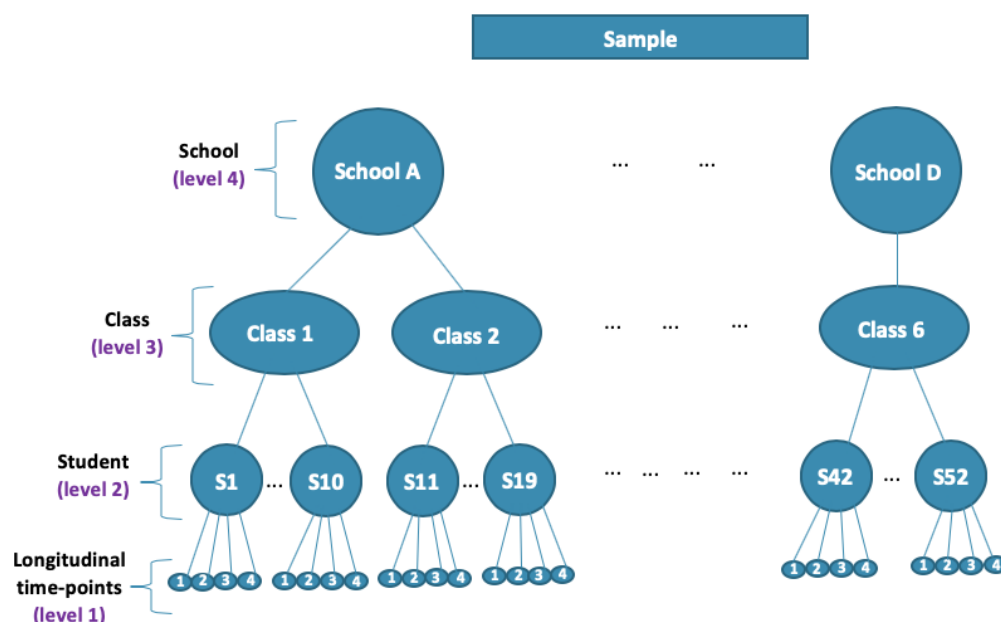 Sample
School
(level 4)
School A
... ...
School D
Class
(level 3)
Class 1
Class 2
... ... ...
Class 6
Student
(level 2)
S1
...
S10
S11
...
S19
... ... ... ...
S42
...
S52
Longitudinal
time-points
(level 1)
1 2 3 4
1 2 3 4
1 2 3 4
1 2 3 4
1 2 3 4
1 2 3 4